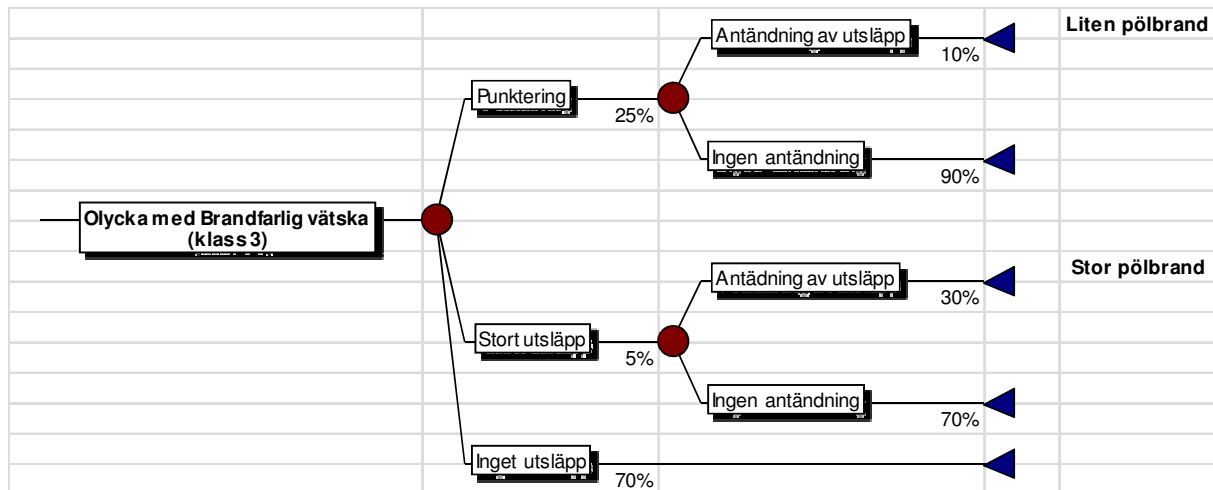 Antändning av utsläpp
10%
Liten pölbrand
Punktering
25%
Ingen antändning
90%
Olycka med Brandfarlig vätska
(klass 3)
Antädning av utsläpp
30%
Stor pölbrand
Stort utsläpp
5%
Ingen antändning
70%
Inget utsläpp
70%